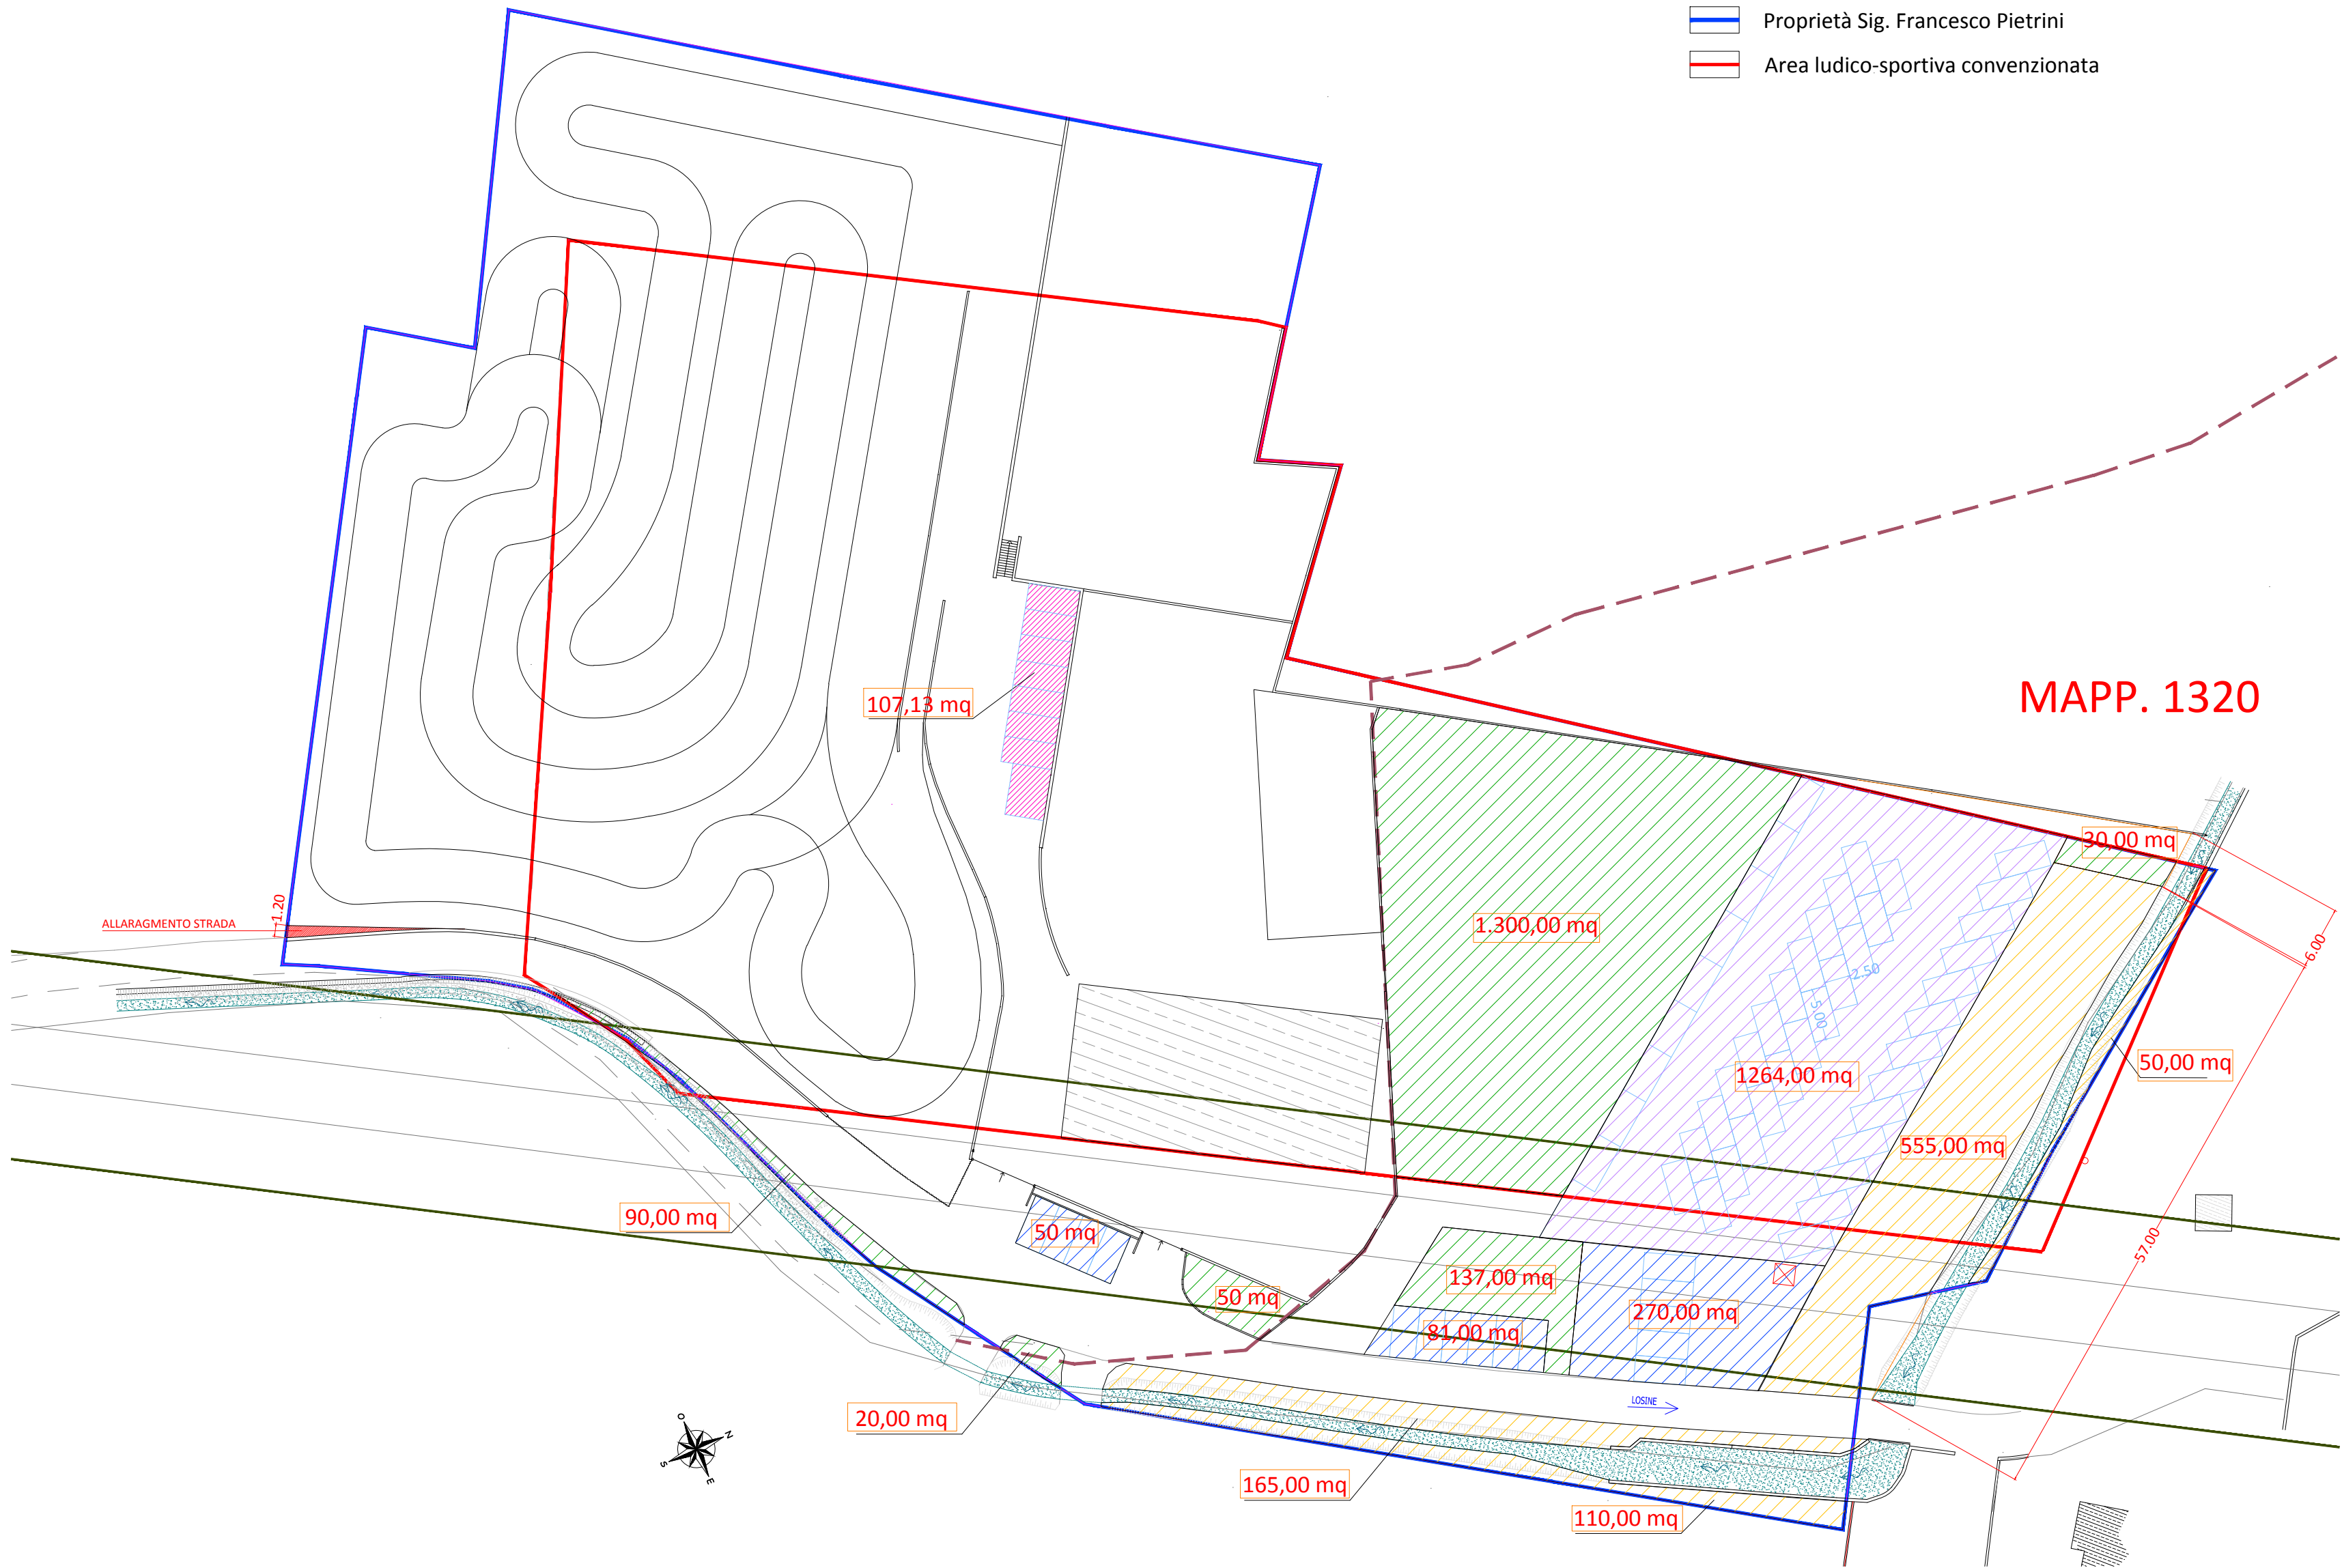 Proprietà Sig. Francesco Pietrini
Area ludico-sportiva convenzionata
MAPP. 1320
107,13 mq
30,00 mq
1.20
ALLARAGMENTO STRADA
1.300,00 mq
6.00
2.50
5.00
50,00 mq
1264,00 mq
555,00 mq
90,00 mq
50 mq
57.00
137,00 mq
50 mq
270,00 mq
81,00 mq
LOSINE
20,00 mq
O
N
S
E
165,00 mq
110,00 mq